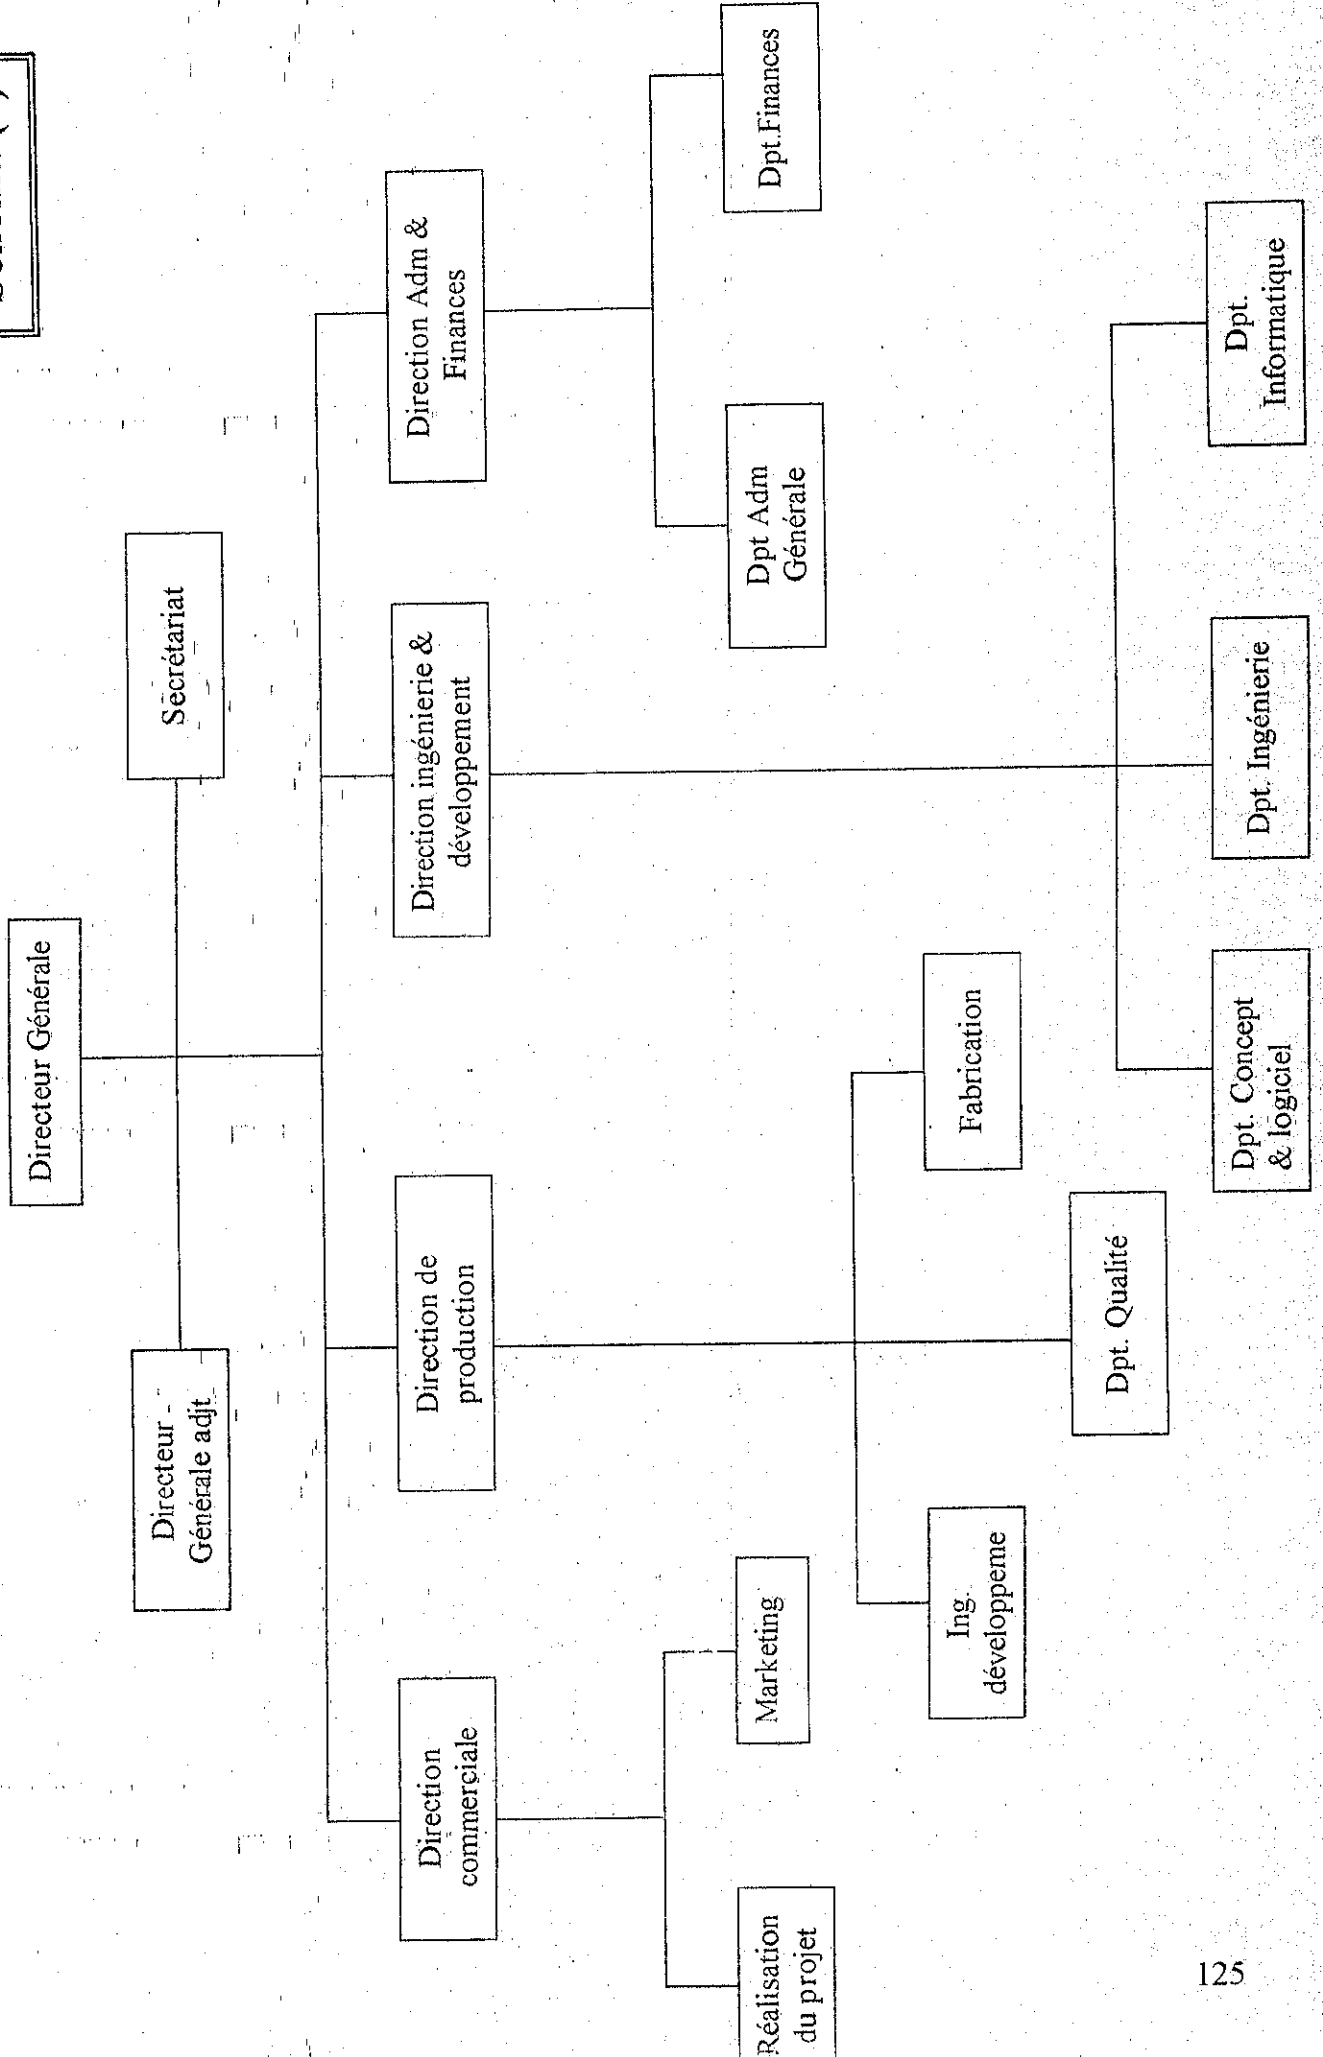 Directeur Générale
Directeur -
Générale adjt
Secrétariat
Direction
commerciale
Direction de
production
Direction ingénierie &
développement
Direction Adm &
Finances
Réalisation
du projet
Marketing
Dpt Adm
Générale
Dpt.Finances
Ing.
développeme
Fabrication
Dpt. Qualité
Dpt. Concept
& logiciel
Dpt. Ingénierie
Dpt.
Informatique
125